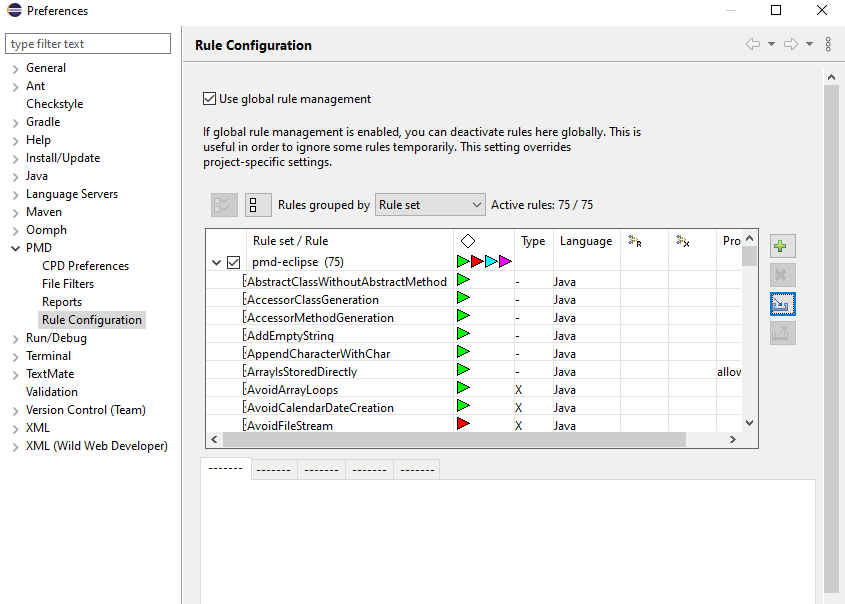 Preferences
type filter text
General
Ant
Checkstyle
Gradle
Help
Install/Update
Java
Language Servers
Maven
Oomph
PMD
CPD Preferences
File Filters
Reports
Rule Configuration
Run/Debug
Terminal
TextMate
Validation
Version Control (Team)
XML
XML (Wild Web Developer)
Rule Configuration
Use global rule management
If global rule management is enabled, you can deactivate rules here globally. This is
useful in order to ignore some rules temporarily. This setting overrides
project-specific settings.
Rules grouped by Rule set Active rules: 75 / 75
Rule set / Rule Type Language R X Pro
pmd-eclipse (75)
AbstractClassWithoutAbstractMethod - Java
AccessorClassGeneration - Java
AccessorMethodGeneration - Java
AddEmptyString - Java
AppendCharacterWithChar - Java
ArrayIsStoredDirectly - Java allow
AvoidArrayLoops X Java
AvoidCalendarDateCreation X Java
AvoidFileStream X Java
------- ------- ------- ------- -------